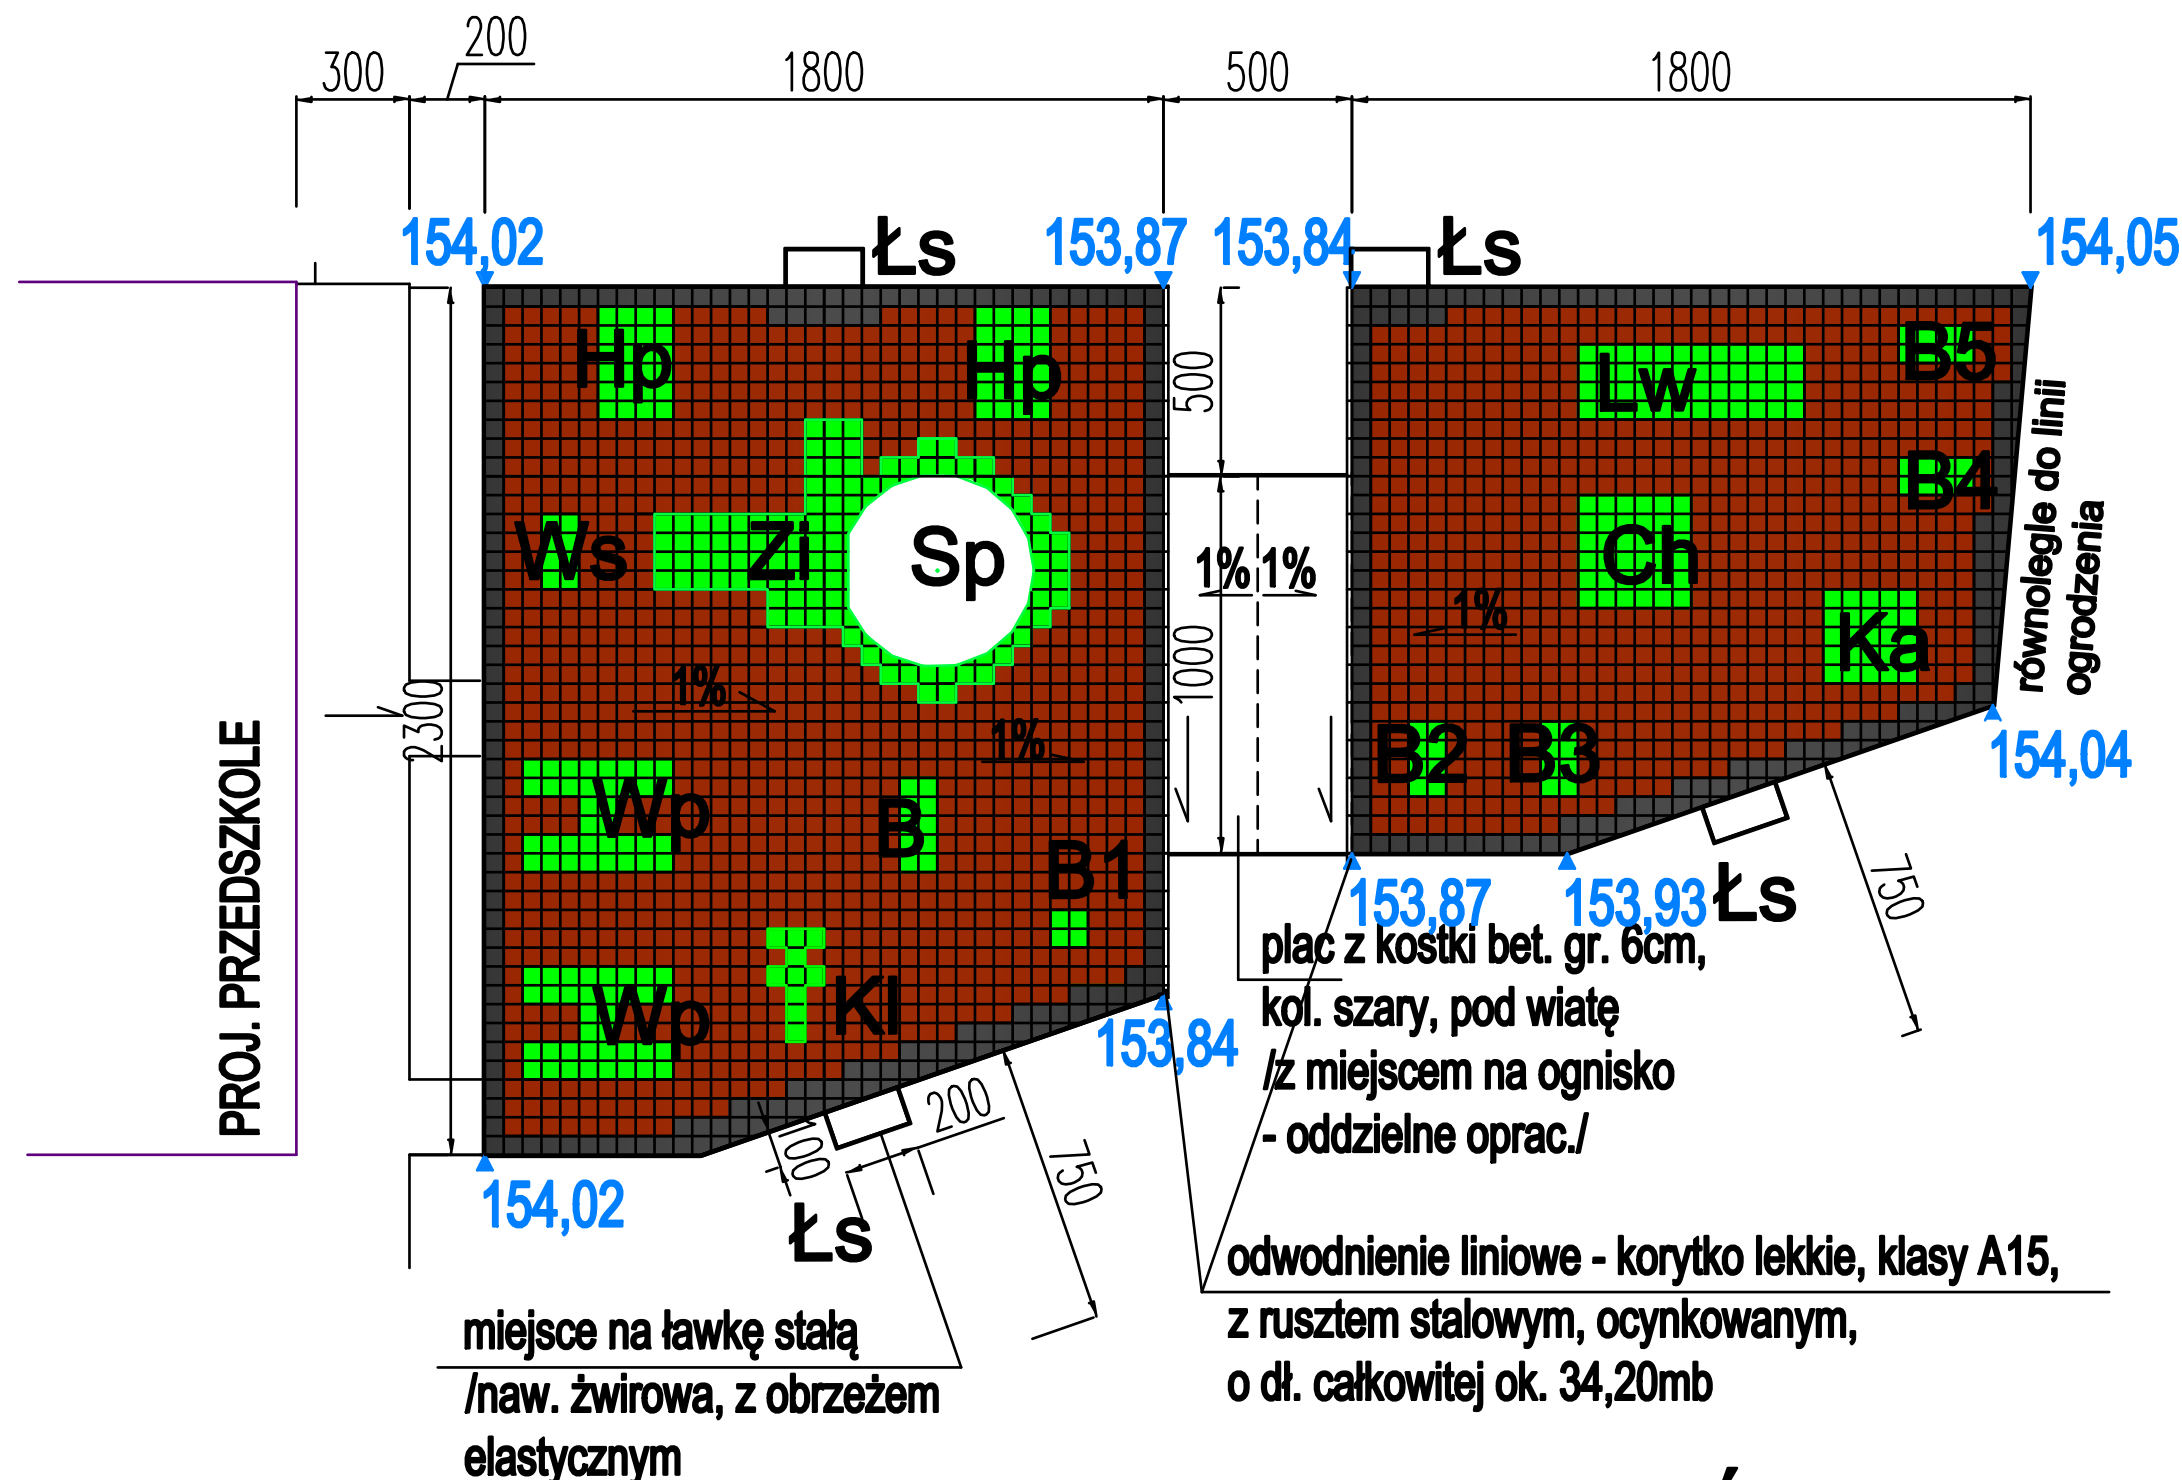 200
300
1800
500
1800
154,02
Łs
153,87
153,84
Łs
154,05
Hp
Hp
500
Lw
B5
B4
równolegle do linii
ogrodzenia
Ws
Zi
Sp
1%
1%
Ch
1%
Ka
1000
1%
1%
2300
PROJ. PRZEDSZKOLE
B2
B3
154,04
Wp
B
B1
750
153,87
153,93
Łs
plac z kostki bet. gr. 6cm,
kol. szary, pod wiatę
/z miejscem na ognisko
- oddzielne oprac./
Kl
Wp
153,84
200
100
750
154,02
Łs
odwodnienie liniowe - korytko lekkie, klasy A15,
z rusztem stalowym, ocynkowanym,
o dł. całkowitej ok. 34,20mb
miejsce na ławkę stałą
/naw. żwirowa, z obrzeżem
elastycznym